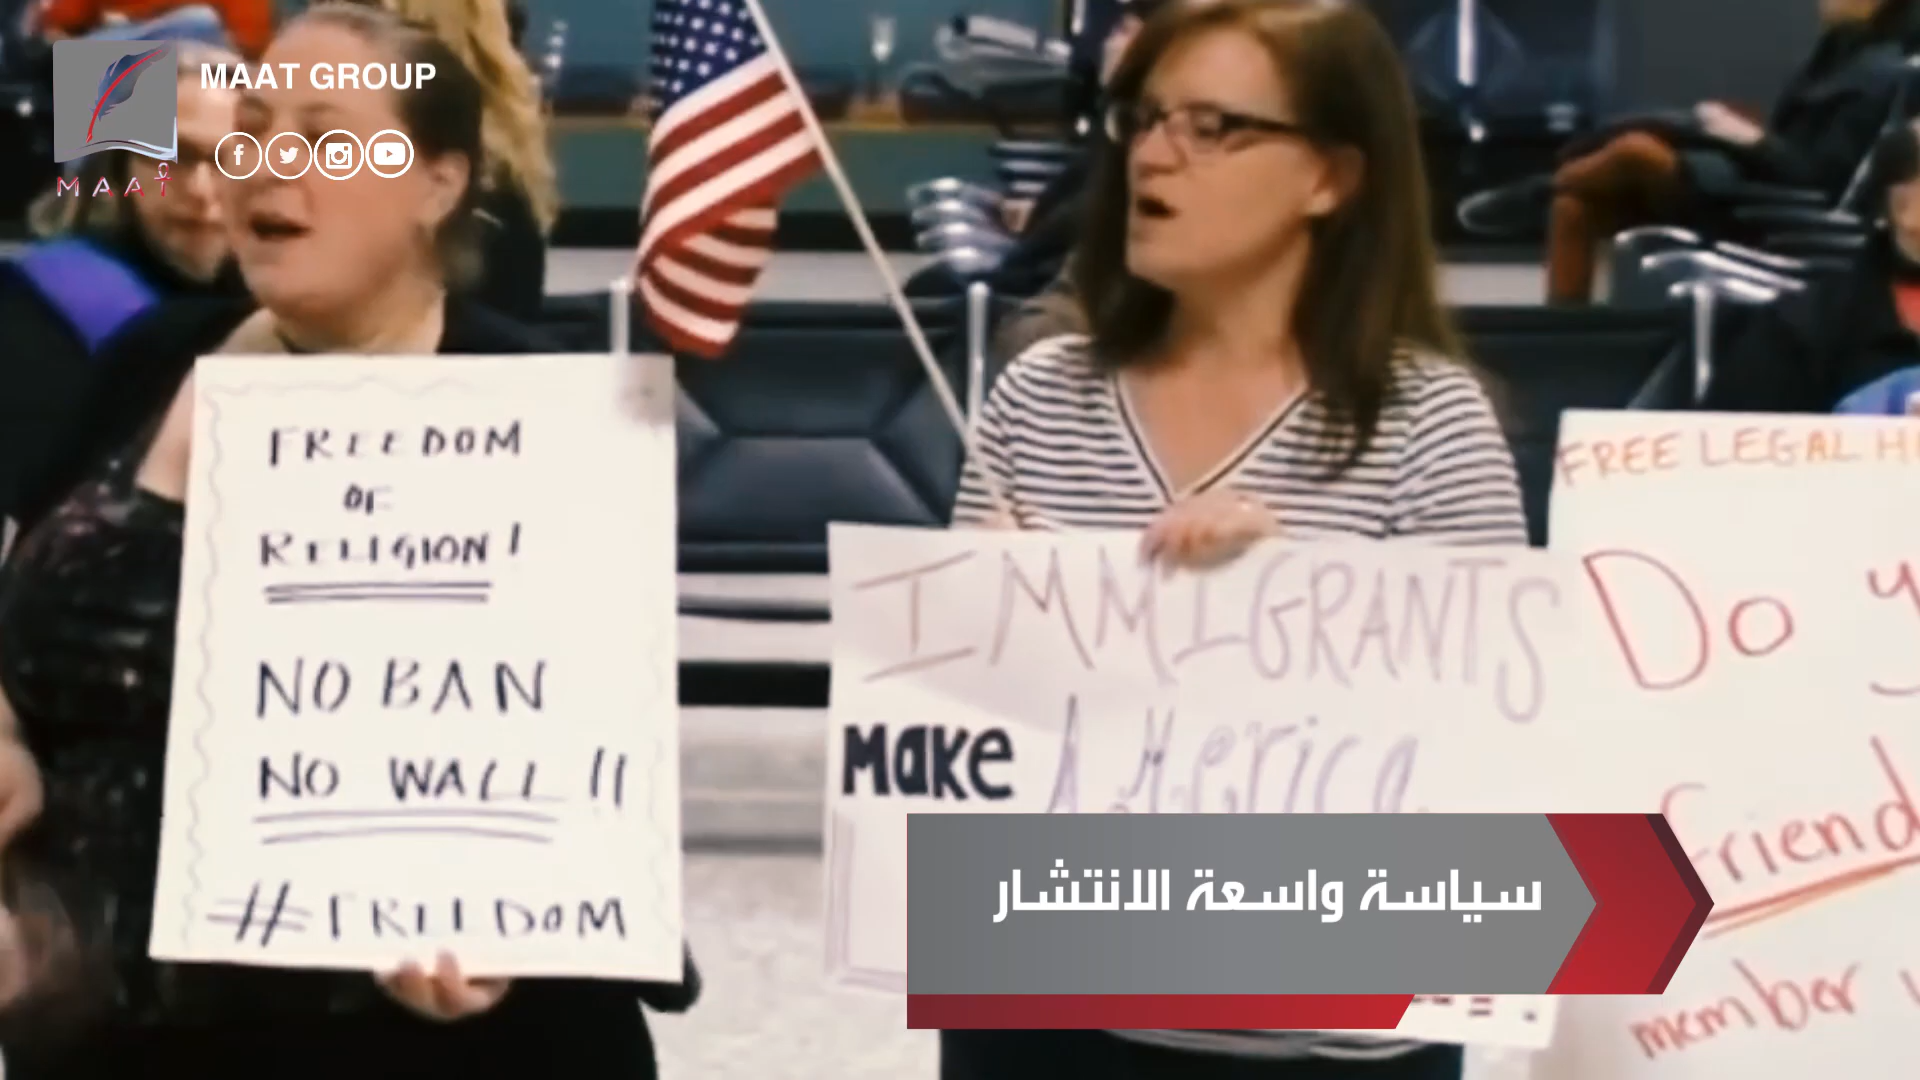 MAAT GROUP
MAAT
FREEDOM
OF
RELIGION!
NO BAN
NO WALL!!
#FREEDOM
IMMIGRANTS
MAKE AMERICA
FREE LEGAL
Do
friend
member
سياسة واسعة الانتشار